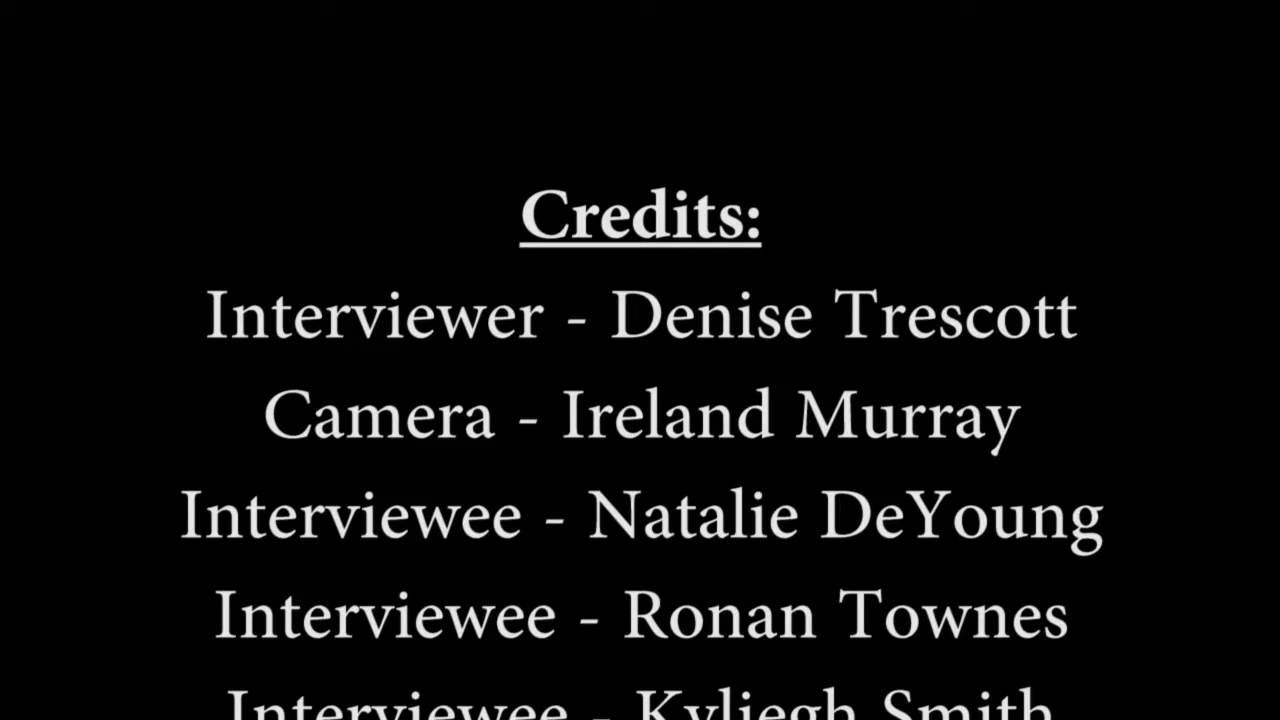 Credits:
Interviewer - Denise Trescott
Camera - Ireland Murray
Interviewee - Natalie DeYoung
Interviewee - Ronan Townes
Interviewee - Kyliegh Smith